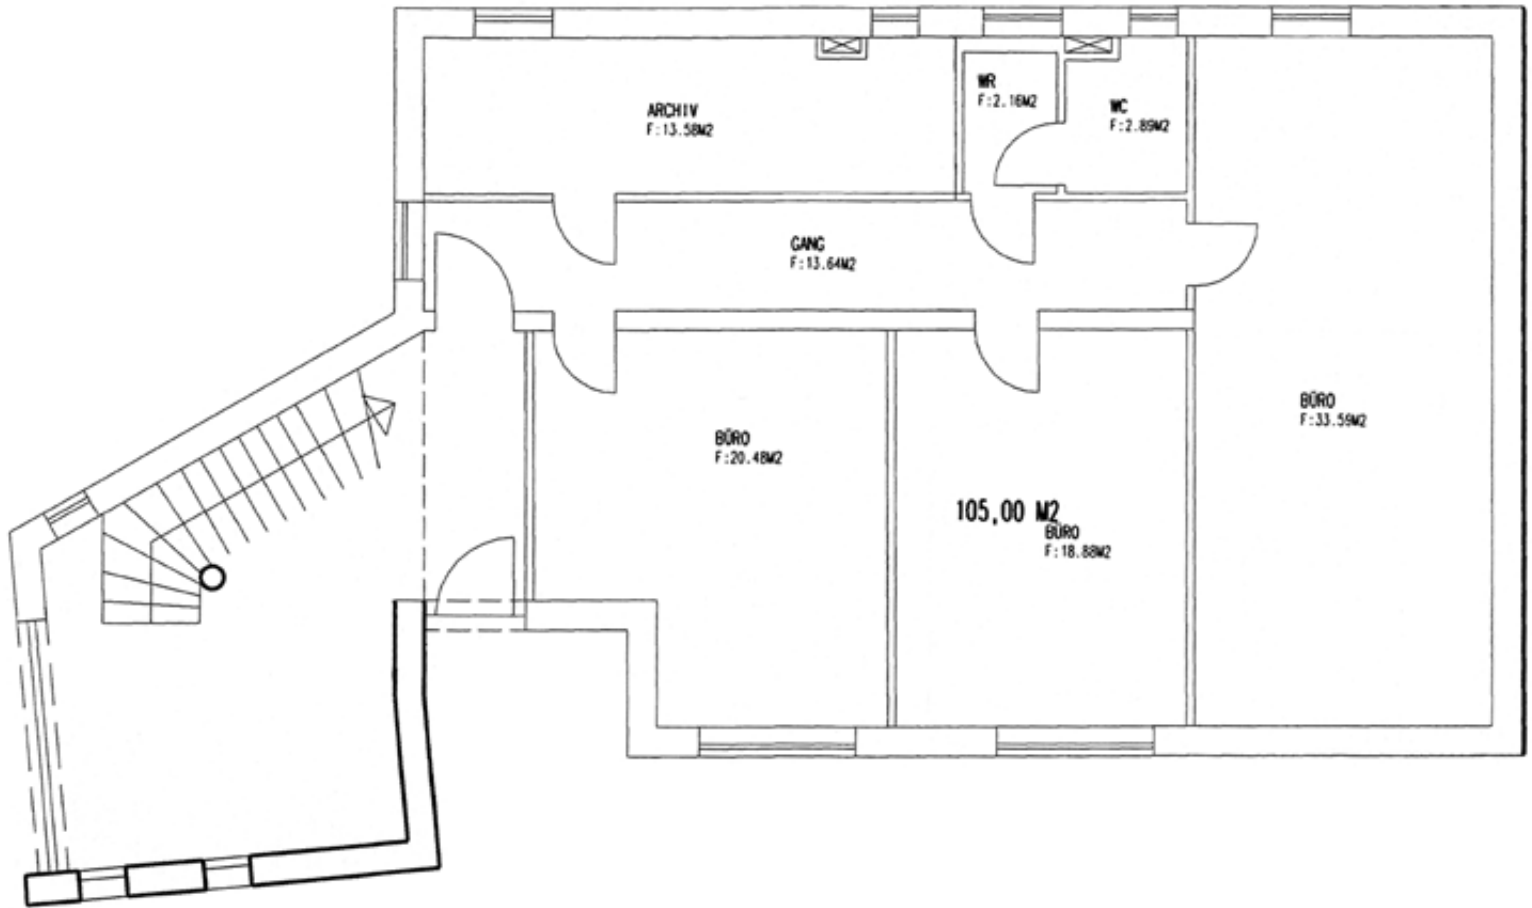 ARCHIV
F:13.58M2
WR
F:2.16M2
WC
F:2.89M2
GANG
F:13.64M2
BÜRO
F:20.48M2
105,00 M2
BÜRO
F:18.88M2
BÜRO
F:33.59M2